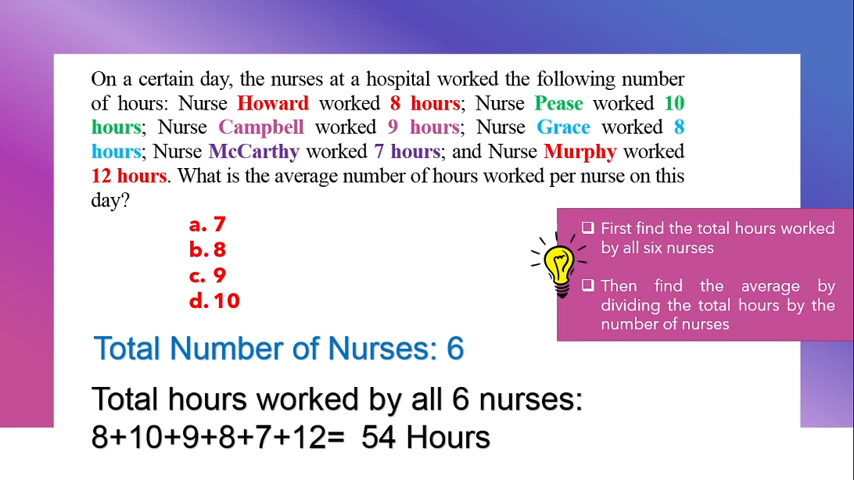 On a certain day, the nurses at a hospital worked the following number
of hours: Nurse Howard worked 8 hours; Nurse Pease worked 10
hours; Nurse Campbell worked 9 hours; Nurse Grace worked 8
hours; Nurse McCarthy worked 7 hours; and Nurse Murphy worked
12 hours. What is the average number of hours worked per nurse on this
day?
a. 7
b. 8
c. 9
d. 10
❑ First find the total hours worked
by all six nurses
❑ Then find the average by
dividing the total hours by the
number of nurses
Total Number of Nurses: 6
Total hours worked by all 6 nurses:
8+10+9+8+7+12= 54 Hours